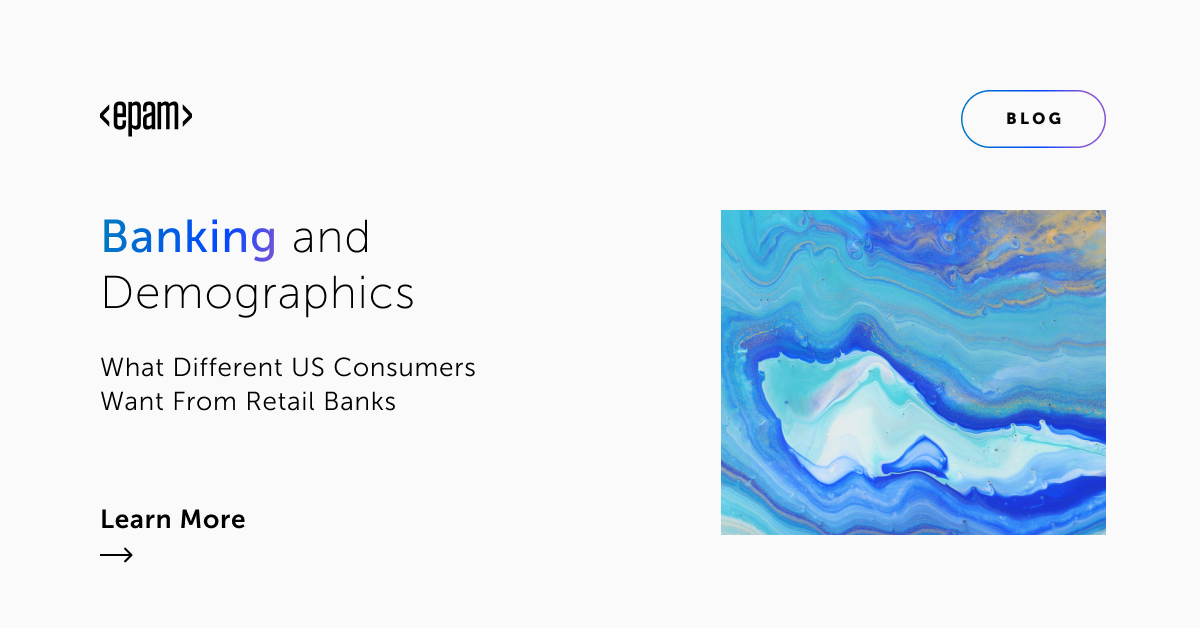 <epam>
BLOG
Banking and
Demographics
What Different US Consumers
Want From Retail Banks
Learn More